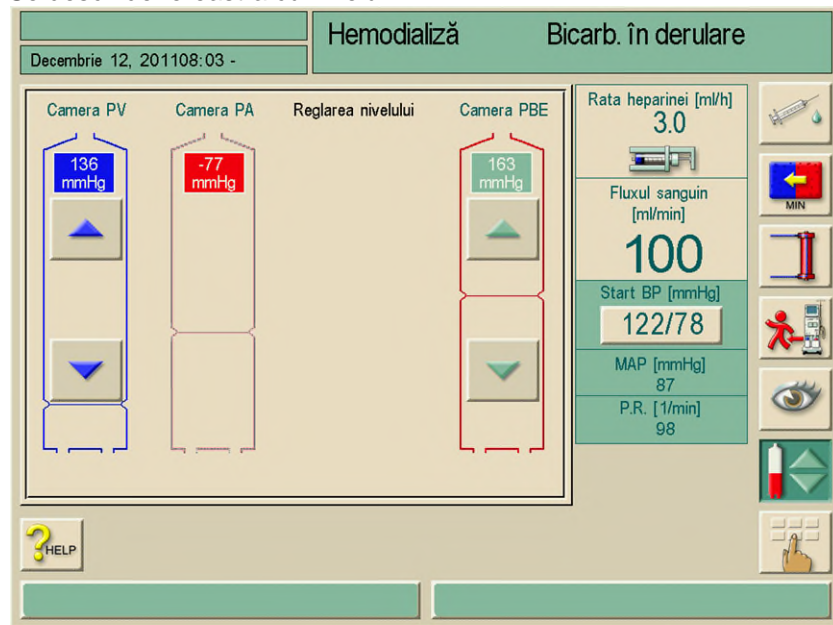 Hemodializă Bicarb. în derulare
Decembrie 12, 201108:03 -
Camera PV Camera PA Reglarea nivelului Camera PBE
136
mmHg
-77
mmHg
163
mmHg
Rata heparinei [ml/h]
3.0
Fluxul sanguin
[ml/min]
100
Start BP [mmHg]
122/78
MAP [mmHg]
87
P.R. [1/min]
98
MIN
?HELP